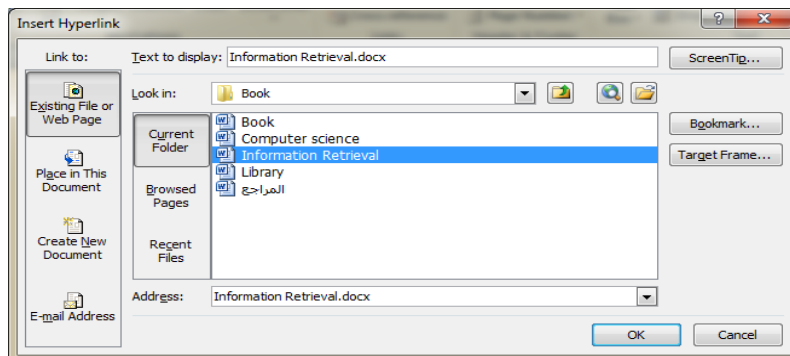 Insert Hyperlink
Link to:
Text to display: Information Retrieval.docx
ScreenTip...
Existing File or
Web Page
Look in:
Book
Current
Folder
Book
Computer science
Information Retrieval
Library
المراجع
Bookmark...
Target Frame...
Place in This
Document
Browsed
Pages
Create New
Document
Recent
Files
E-mail Address
Address:
Information Retrieval.docx
OK
Cancel